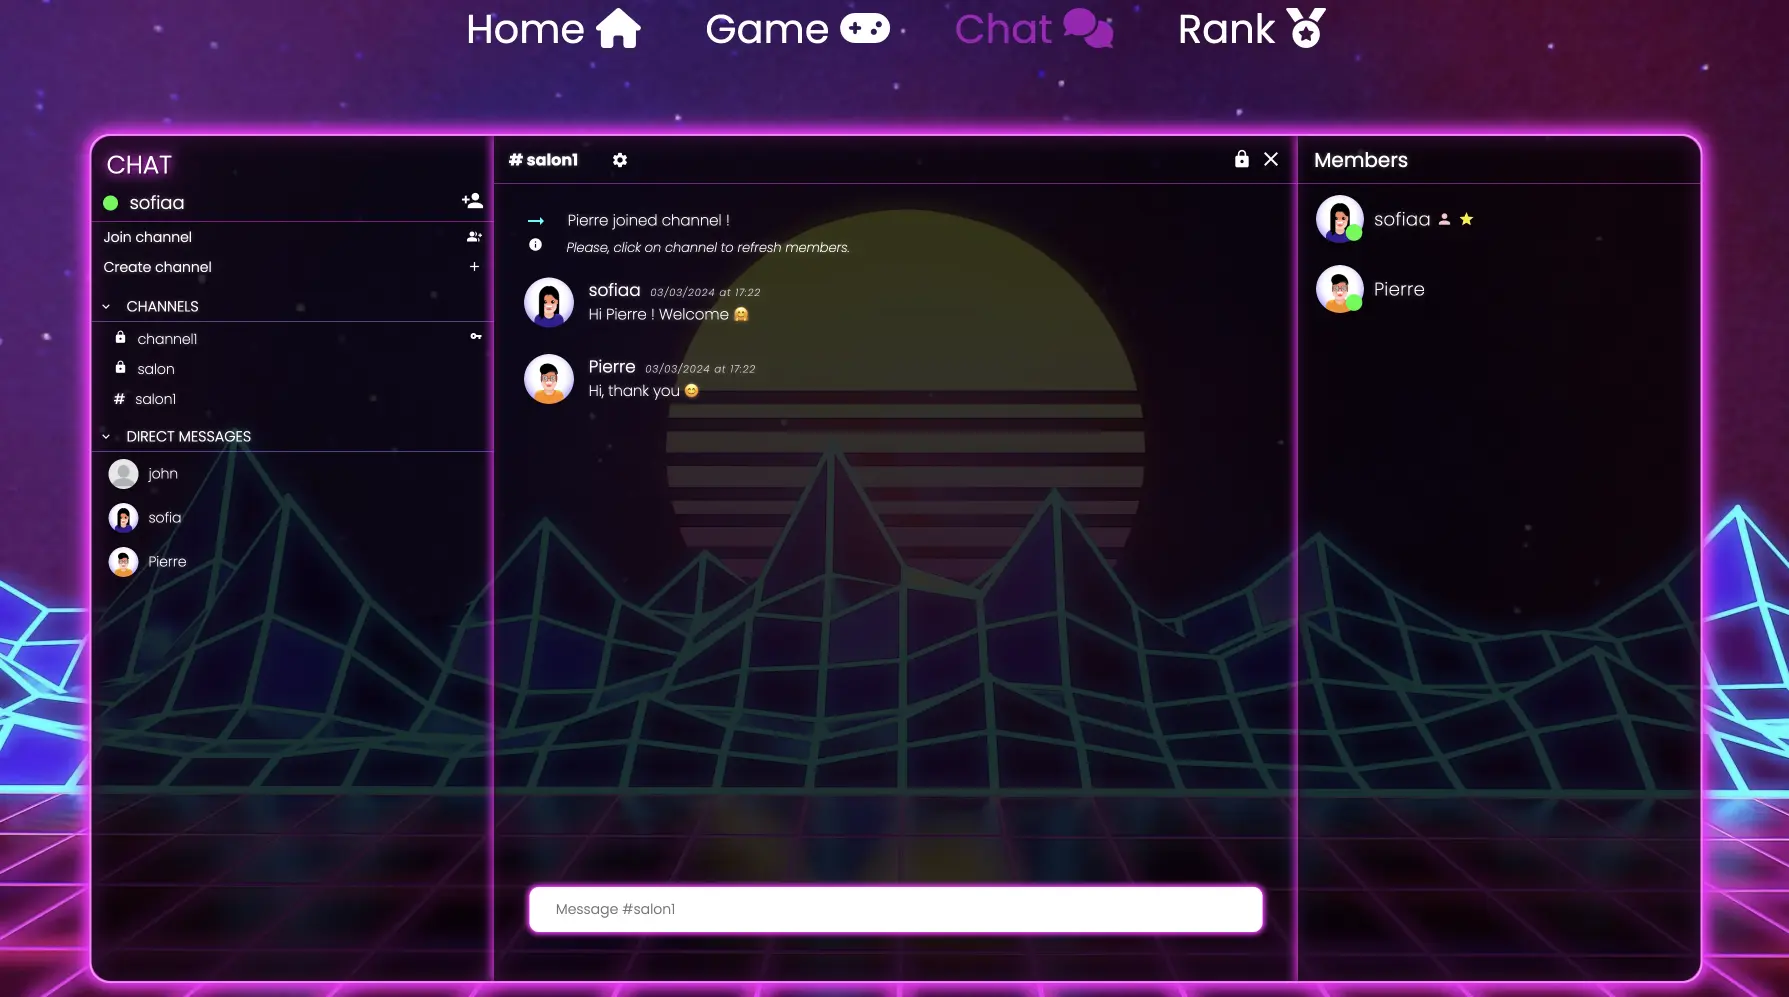 Home
Game
Chat
Rank
CHAT
sofiaa
Join channel
Create channel
CHANNELS
channel1
salon
# salon1
DIRECT MESSAGES
john
sofia
Pierre
# salon1
Pierre joined channel !
Please, click on channel to refresh members.
sofiaa 03/03/2024 at 17:22
Hi Pierre ! Welcome 🤗
Pierre 03/03/2024 at 17:22
Hi, thank you 😊
Message #salon1
Members
sofiaa
Pierre